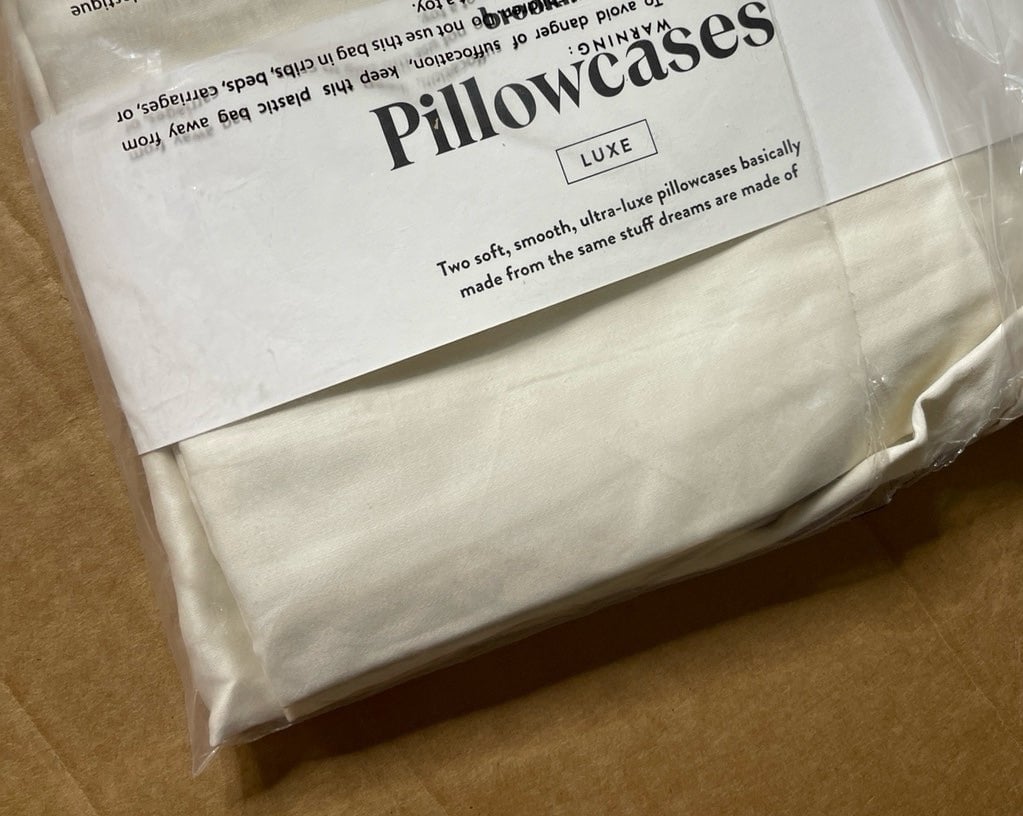 Pillowcases
LUXE
Two soft, smooth, ultra-luxe pillowcases basically
made from the same stuff dreams are made of
WARNING:
To avoid danger of suffocation, keep this plastic bag away from
not use this bag in cribs, beds, carriages, or
toy.